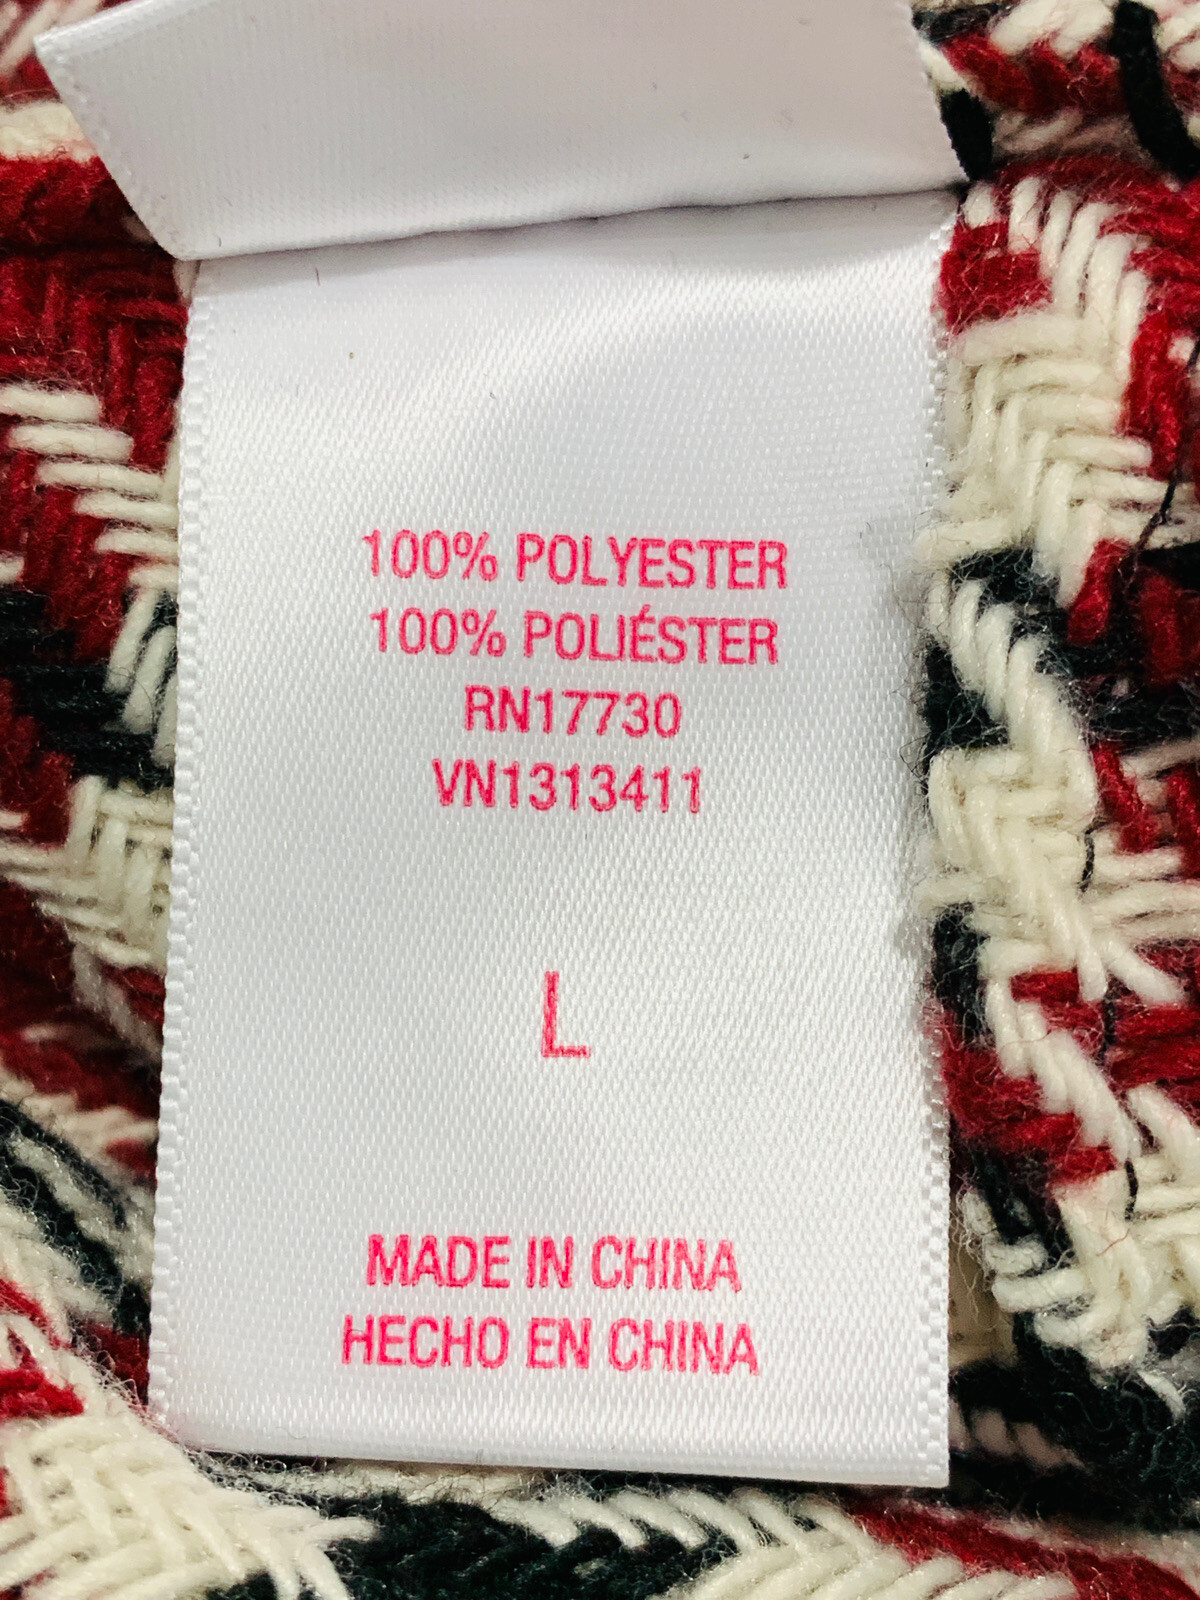 100% POLYESTER
100% POLIÉSTER
RN17730
VN1313411
L
MADE IN CHINA
HECHO EN CHINA